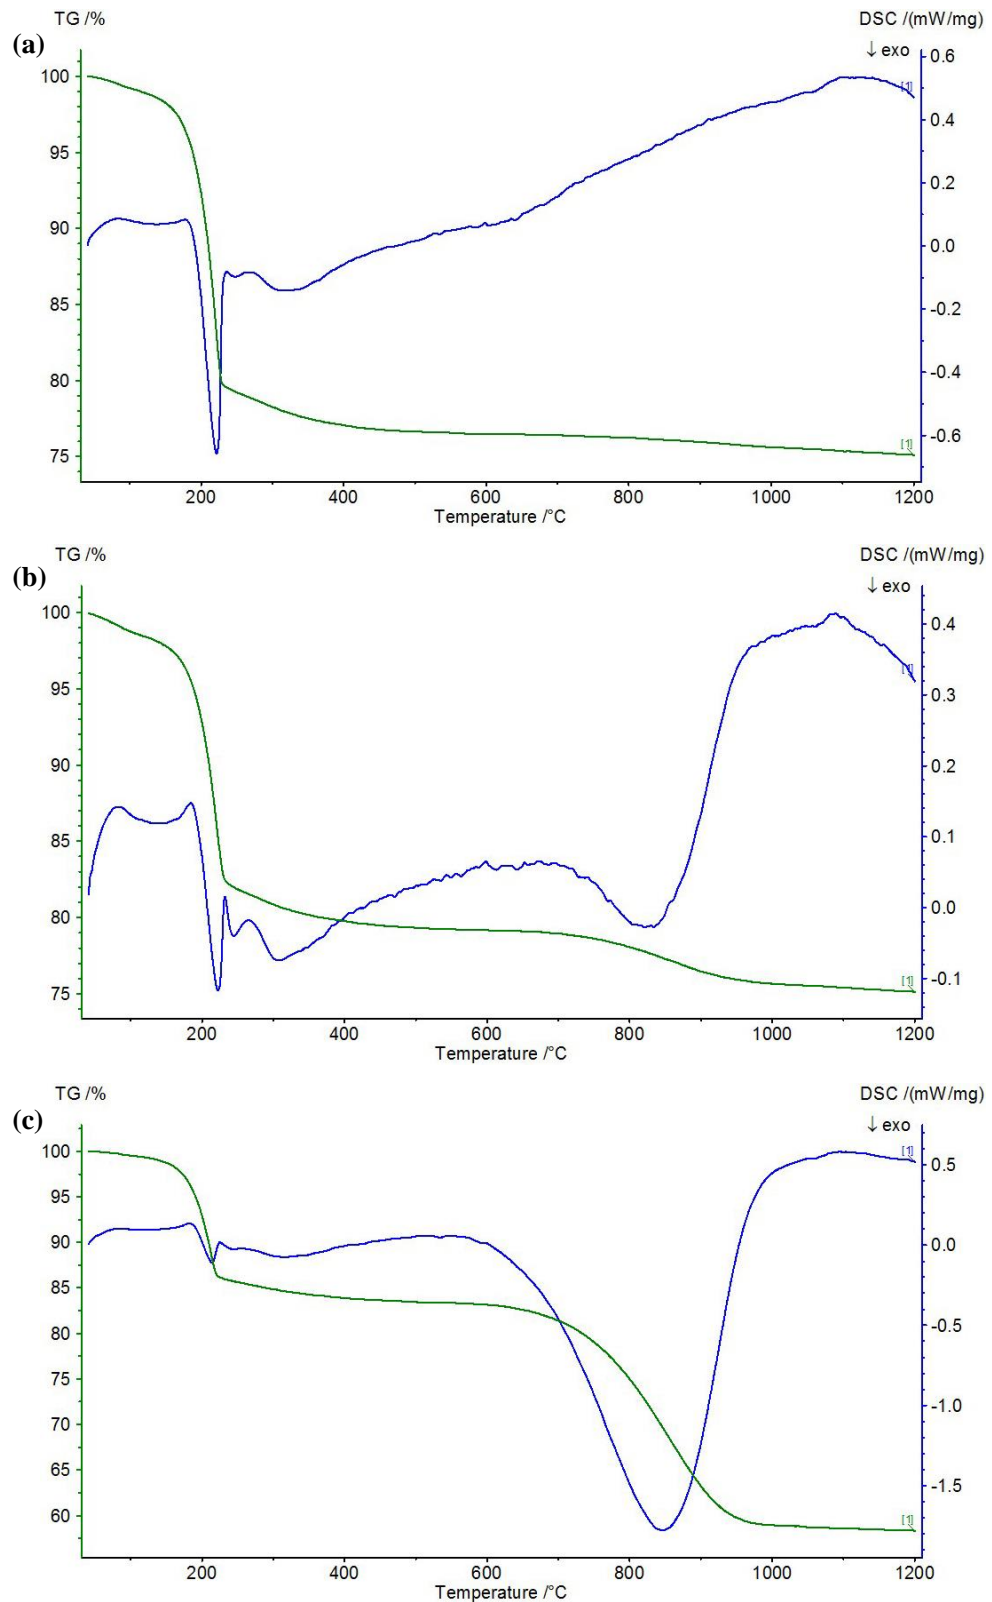 TG /% DSC /(mW/mg)
(a) ↓ exo 0.6
100 [1]
0.4
95
0.2
90
0.0
85 -0.2
80 -0.4
75 [1] -0.6
200 400 600 800 1000 1200
Temperature /°C
TG /% DSC /(mW/mg)
(b) ↓ exo
100 0.4
[1]
95 0.3
90 0.2
85 0.1
80 0.0
75 [1] -0.1
200 400 600 800 1000 1200
Temperature /°C
TG /% DSC /(mW/mg)
(c) ↓ exo
100 [1] 0.5
95
90 0.0
85
80 -0.5
75
70 -1.0
65 -1.5
60 [1]
200 400 600 800 1000 1200
Temperature /°C